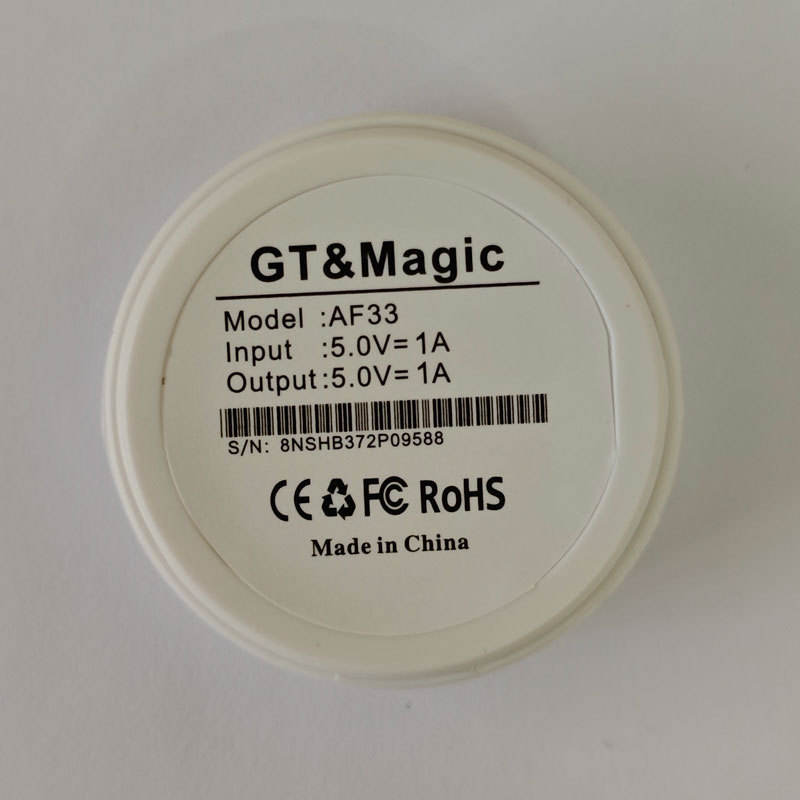 GT&Magic
Model :AF33
Input :5.0V=1A
Output:5.0V=1A
S/N: 8NSHB372P09588
CE FC RoHS
Made in China